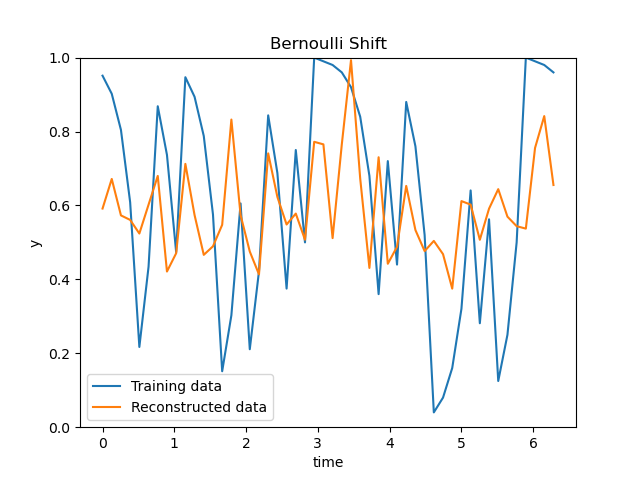 Bernoulli Shift
1.0
0.8
0.6
0.4
0.2
0.0
y
Training data
Reconstructed data
0 1 2 3 4 5 6
time